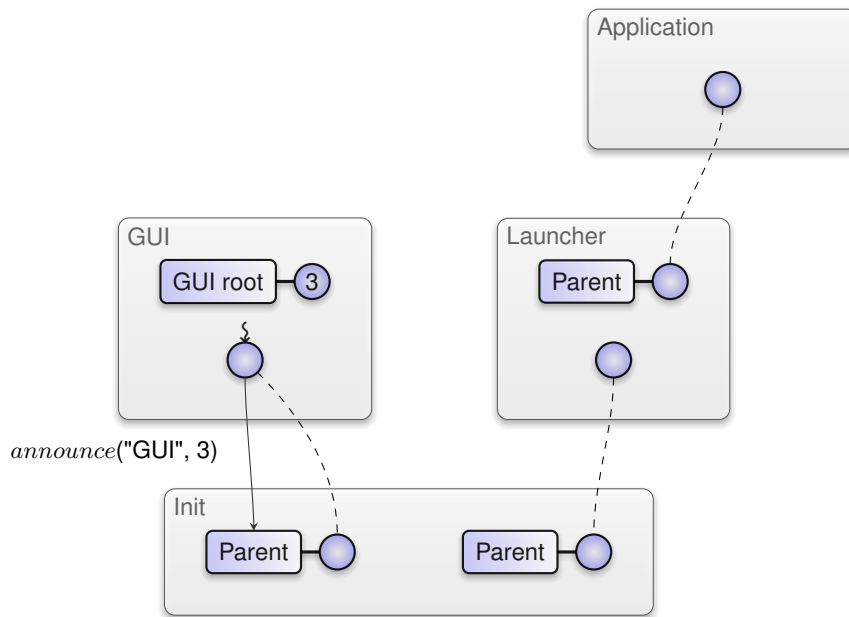 Application
GUI
Launcher
GUI root
3
Parent
announce("GUI", 3)
Init
Parent
Parent